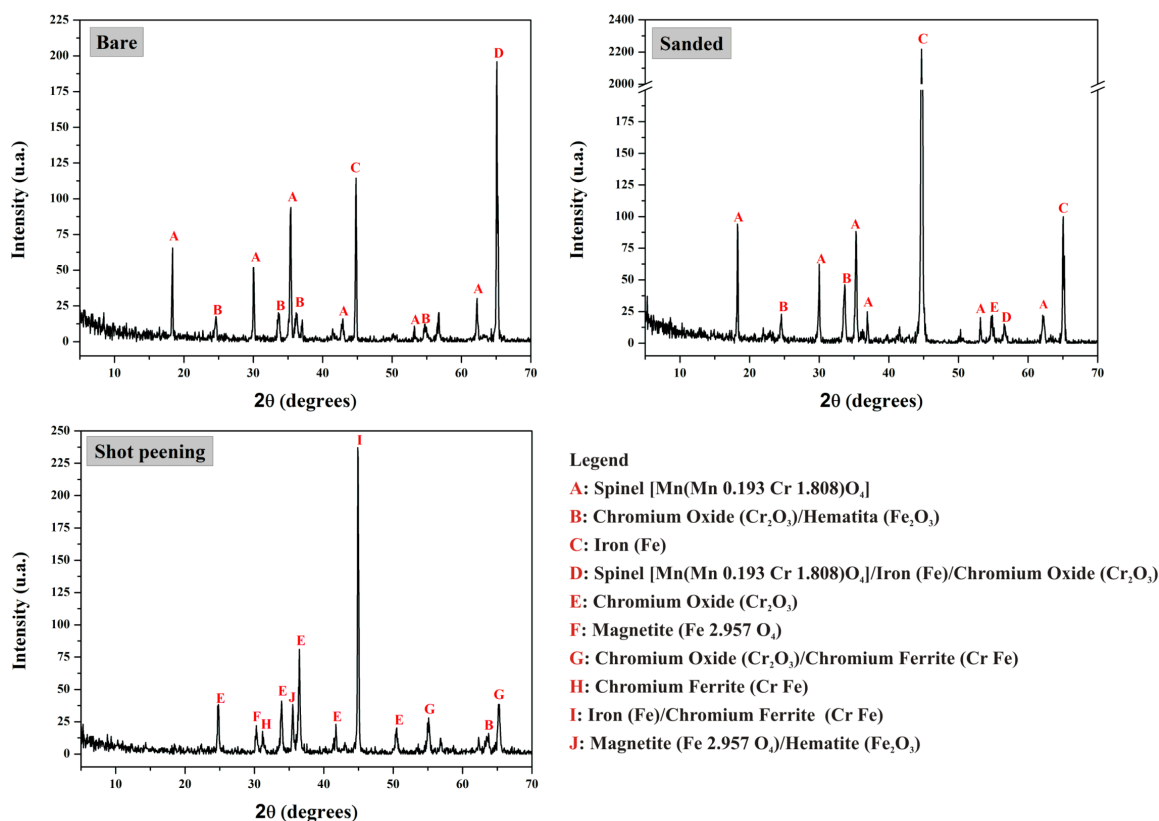 Bare
Intensity (u.a.)
225
200
175
150
125
100
75
50
25
0
A
B
A
B
A
B
A
C
A
B
A
D
10 20 30 40 50 60 70
2θ (degrees)
Sanded
Intensity (u.a.)
2400
2200
2000
175
150
125
100
75
50
25
0
A
B
A
B
A
A
C
A
E
D
A
C
10 20 30 40 50 60 70
2θ (degrees)
Shot peening
Intensity (u.a.)
250
225
200
175
150
125
100
75
50
25
0
E
F
H
E
J
E
E
I
E
G
B
G
10 20 30 40 50 60 70
2θ (degrees)
Legend
A: Spinel [Mn(Mn 0.193 Cr 1.808)O₄]
B: Chromium Oxide (Cr₂O₃)/Hematita (Fe₂O₃)
C: Iron (Fe)
D: Spinel [Mn(Mn 0.193 Cr 1.808)O₄]/Iron (Fe)/Chromium Oxide (Cr₂O₃)
E: Chromium Oxide (Cr₂O₃)
F: Magnetite (Fe 2.957 O₄)
G: Chromium Oxide (Cr₂O₃)/Chromium Ferrite (Cr Fe)
H: Chromium Ferrite (Cr Fe)
I: Iron (Fe)/Chromium Ferrite (Cr Fe)
J: Magnetite (Fe 2.957 O₄)/Hematite (Fe₂O₃)